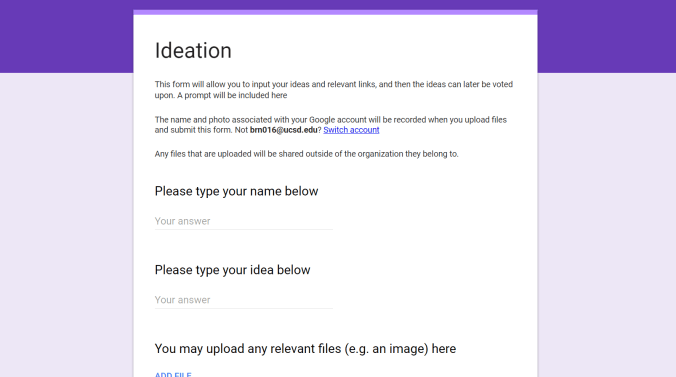 Ideation
This form will allow you to input your ideas and relevant links, and then the ideas can later be voted
upon. A prompt will be included here
The name and photo associated with your Google account will be recorded when you upload files
and submit this form. Not bm016@ucsd.edu? Switch account
Any files that are uploaded will be shared outside of the organization they belong to.
Please type your name below
Your answer
Please type your idea below
Your answer
You may upload any relevant files (e.g. an image) here
ADD FILE